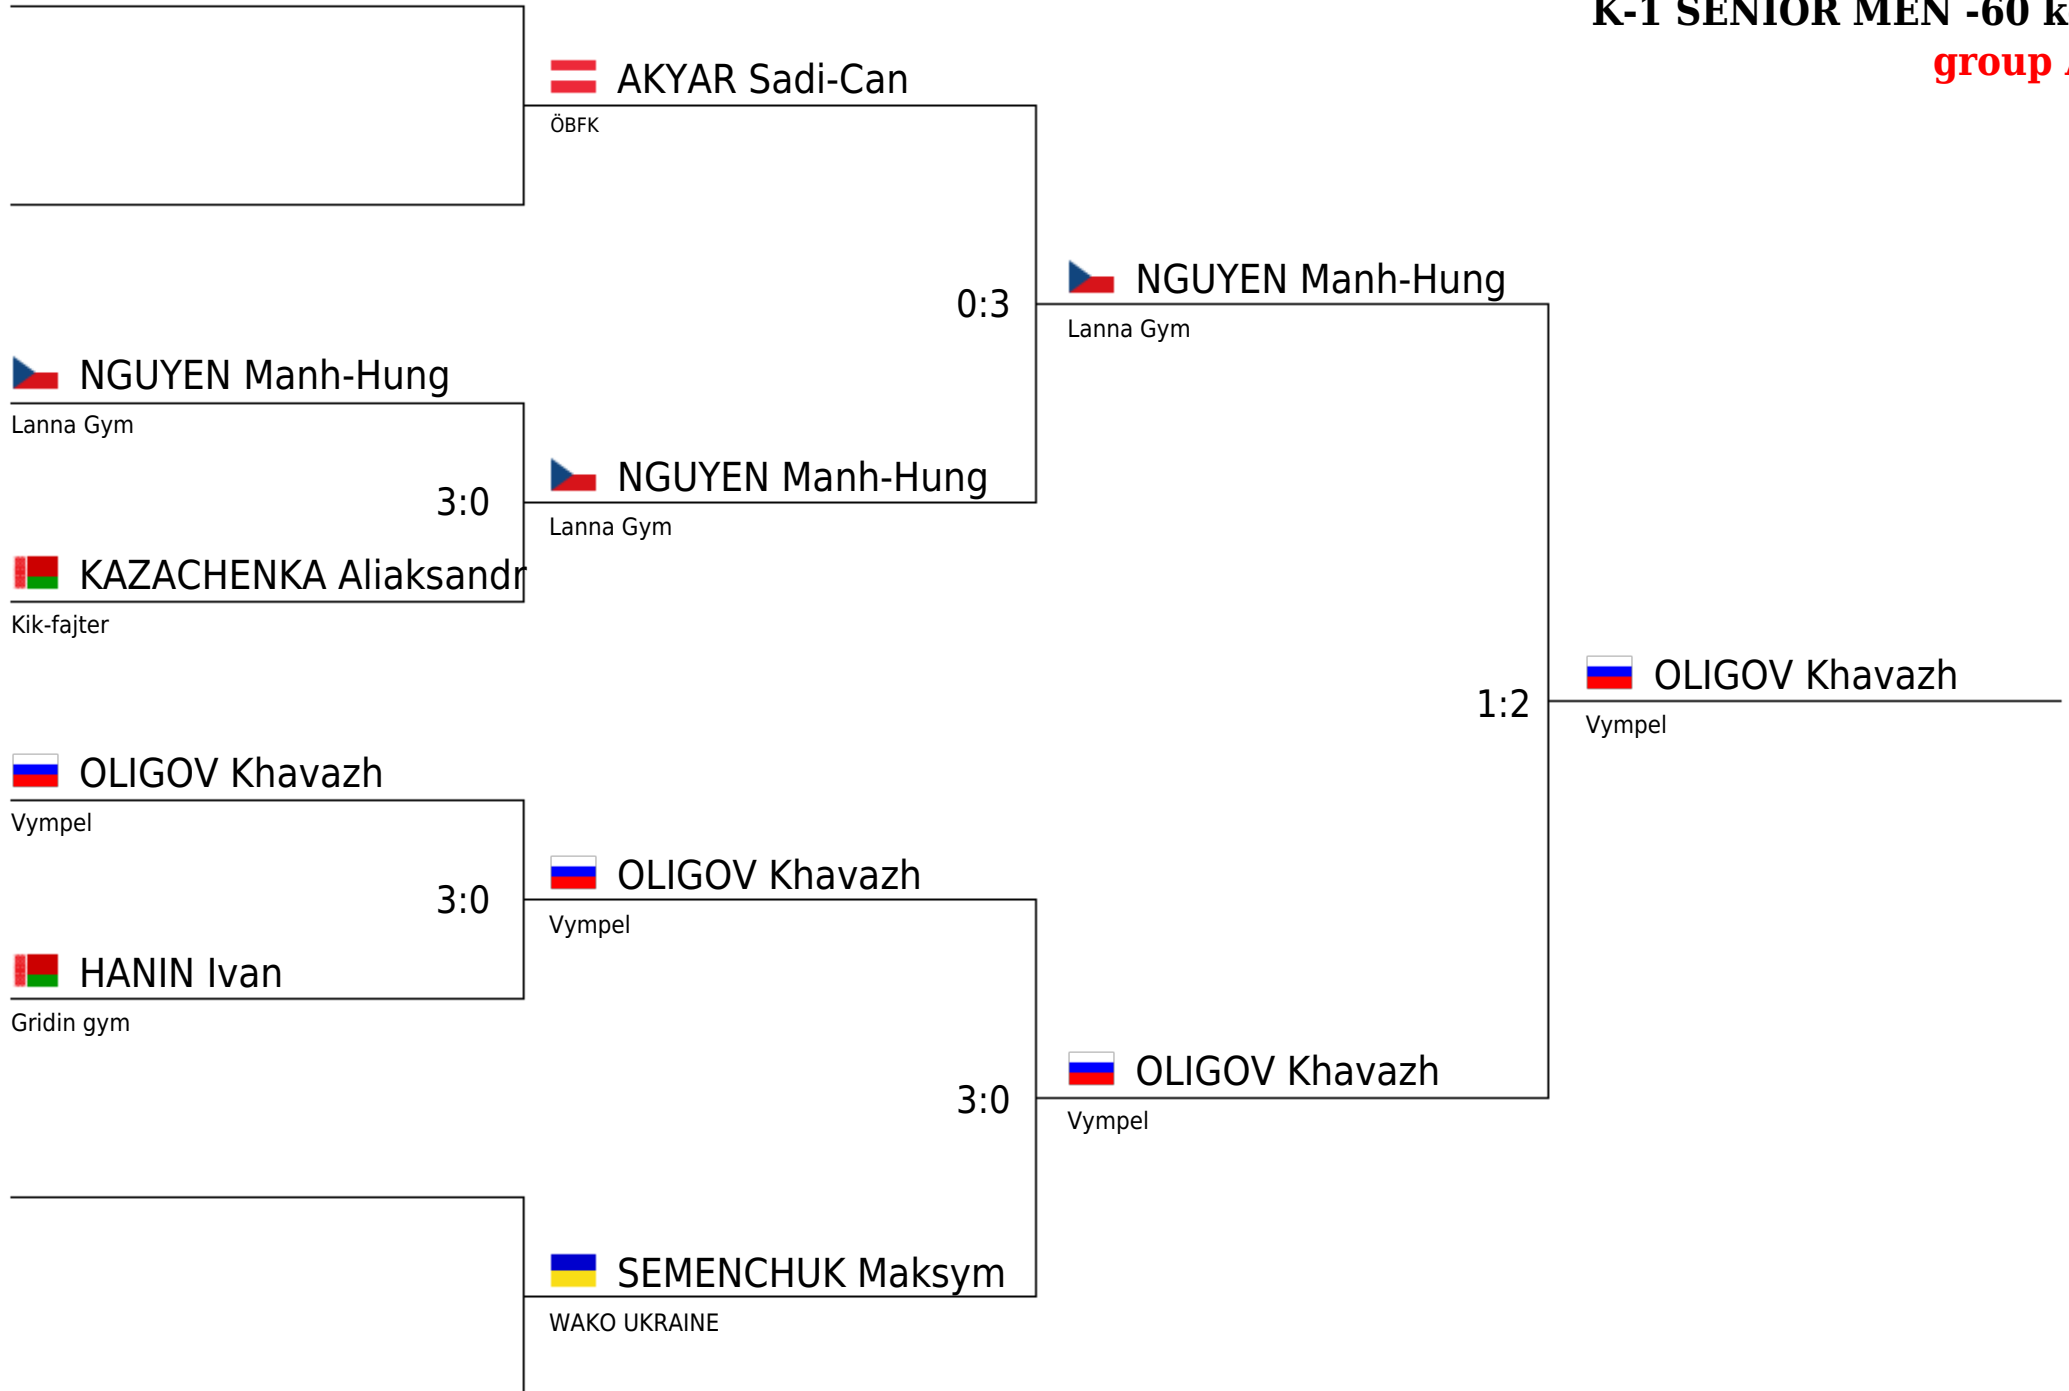 K-1 SENIOR MEN -60 k
group
AKYAR Sadi-Can
ÖBFK
0:3
NGUYEN Manh-Hung
Lanna Gym
NGUYEN Manh-Hung
Lanna Gym
3:0
NGUYEN Manh-Hung
Lanna Gym
KAZACHENKA Aliaksandr
Kik-fajter
1:2
OLIGOV Khavazh
Vympel
OLIGOV Khavazh
Vympel
3:0
OLIGOV Khavazh
Vympel
HANIN Ivan
Gridin gym
3:0
OLIGOV Khavazh
Vympel
SEMENCHUK Maksym
WAKO UKRAINE